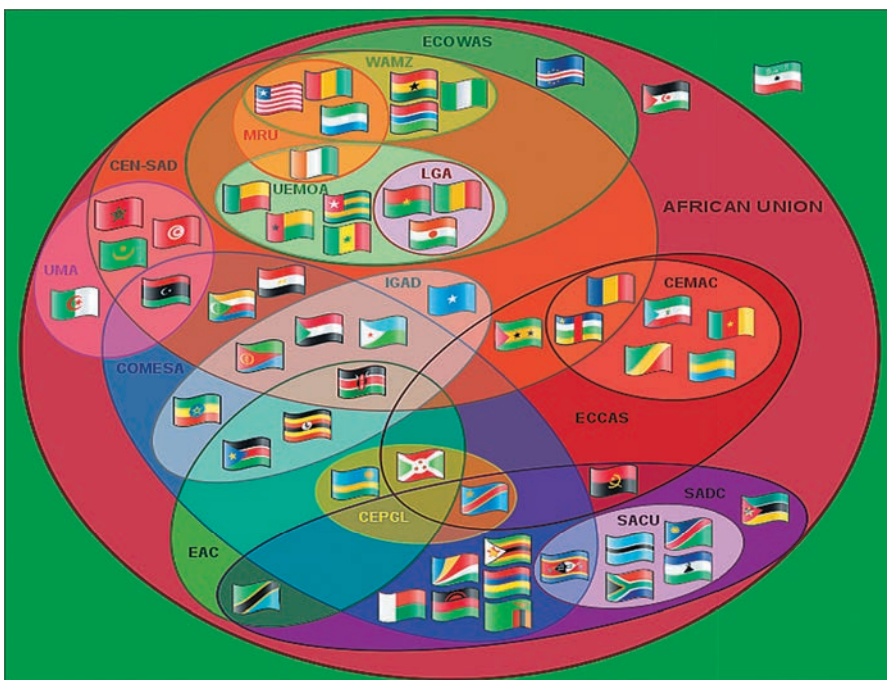 ECOWAS
WAMZ
MRU
CEN-SAD
UEMOA
LGA
AFRICAN UNION
UMA
IGAD
CEMAC
COMESA
ECCAS
SADC
SACU
CEPGL
EAC